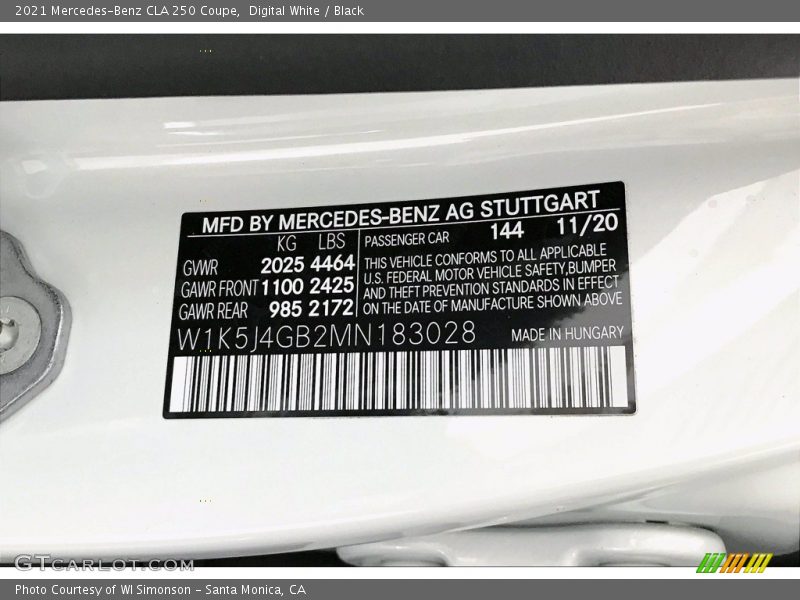 2021 Mercedes-Benz CLA 250 Coupe,  Digital White / Black
MFD BY MERCEDES-BENZ AG STUTTGART
KG LBS PASSENGER CAR 144 11/20
GVWR 2025 4464 THIS VEHICLE CONFORMS TO ALL APPLICABLE
U.S. FEDERAL MOTOR VEHICLE SAFETY,BUMPER
GAWR FRONT 1100 2425 AND THEFT PREVENTION STANDARDS IN EFFECT
GAWR REAR 985 2172 ON THE DATE OF MANUFACTURE SHOWN ABOVE
W1K5J4GB2MN183028 MADE IN HUNGARY
GTCARLOT.COM
Photo Courtesy of WI Simonson - Santa Monica, CA